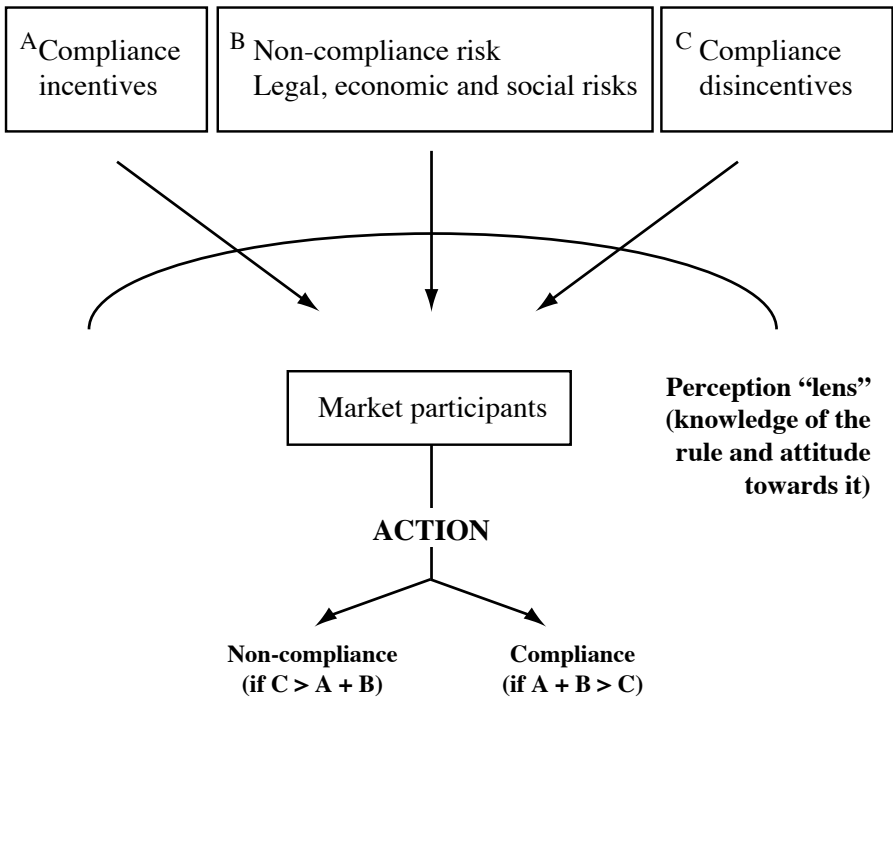 A Compliance
incentives
B Non-compliance risk
Legal, economic and social risks
C Compliance
disincentives
Market participants
Perception “lens”
(knowledge of the
rule and attitude
towards it)
ACTION
Non-compliance
(if C > A + B)
Compliance
(if A + B > C)